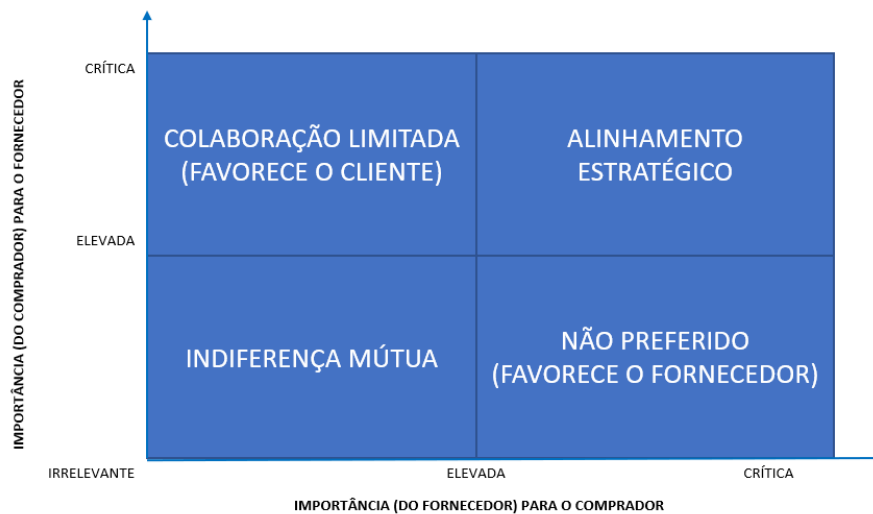 IMPORTÂNCIA (DO COMPRADOR) PARA O FORNECEDOR
CRÍTICA
COLABORAÇÃO LIMITADA
(FAVORECE O CLIENTE)
ALINHAMENTO
ESTRATÉGICO
ELEVADA
INDIFERENÇA MÚTUA
NÃO PREFERIDO
(FAVORECE O FORNECEDOR)
IRRELEVANTE
ELEVADA
CRÍTICA
IMPORTÂNCIA (DO FORNECEDOR) PARA O COMPRADOR